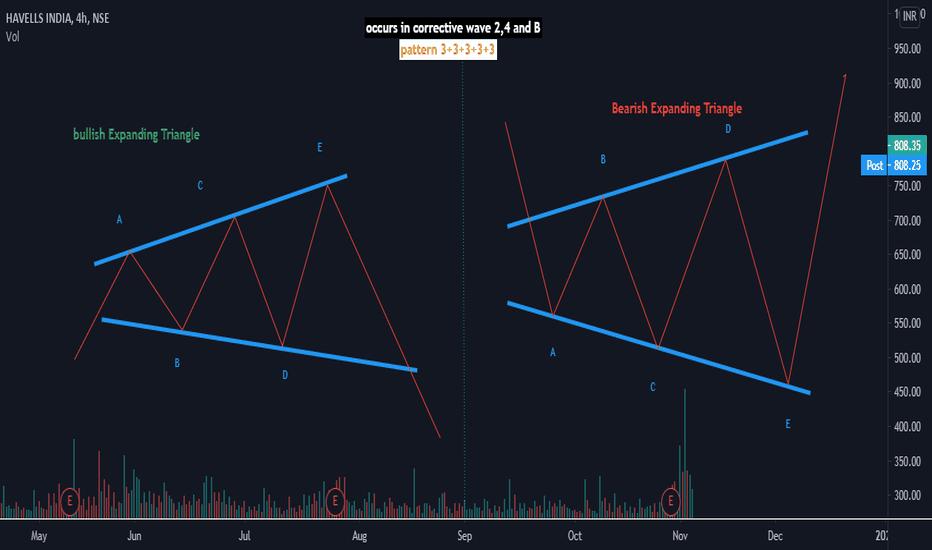 HAVELLS INDIA, 4h, NSE
Vol
occurs in corrective wave 2,4 and B
pattern 3+3+3+3+3
INR
950.00
900.00
850.00
808.35
Post 808.25
750.00
700.00
650.00
600.00
550.00
500.00
450.00
400.00
350.00
300.00
bullish Expanding Triangle
A
C
E
B
D
Bearish Expanding Triangle
B
D
A
C
E
E
E
E
May Jun Jul Aug Sep Oct Nov Dec